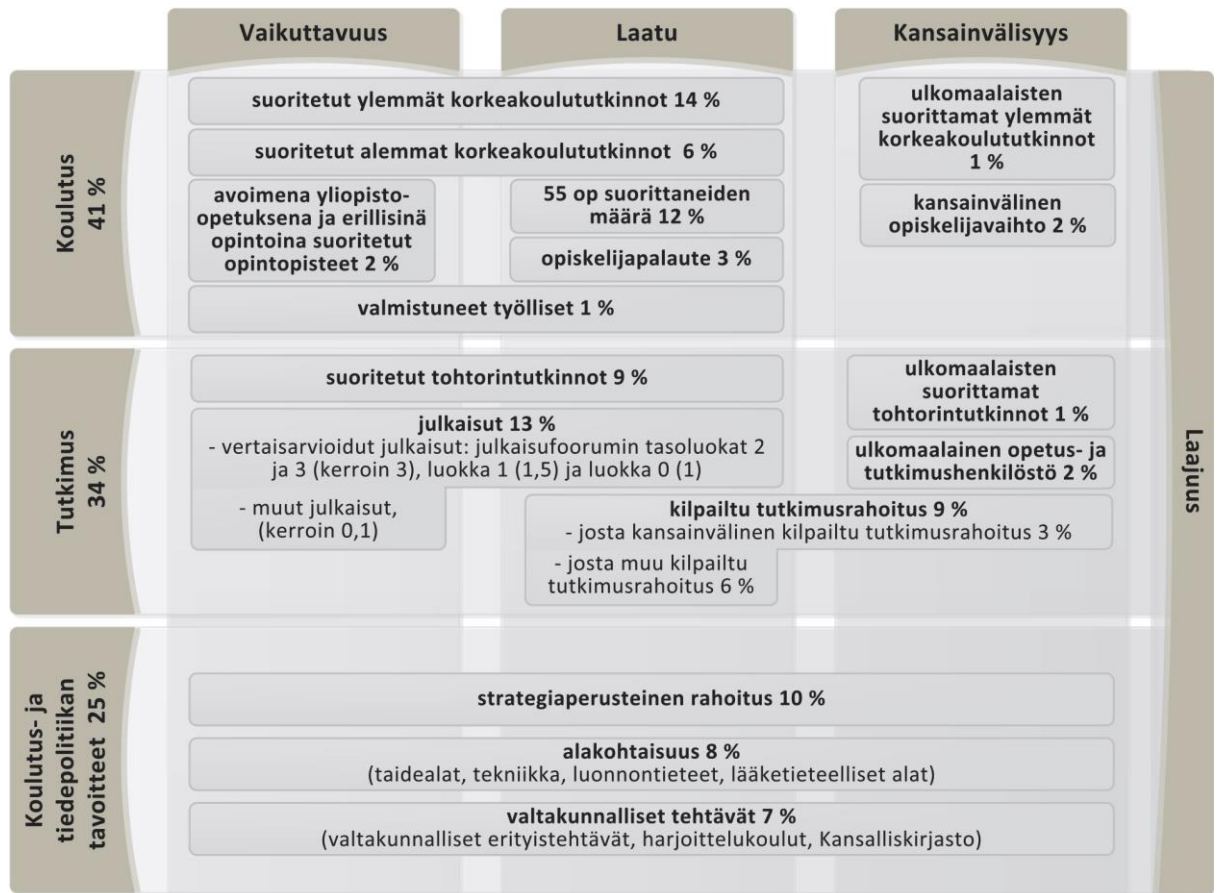 Vaikuttavuus
Laatu
Kansainvälisyys
Koulutus
41 %
suoritetut ylemmät korkeakoulututkinnot 14 %
suoritetut alemmat korkeakoulututkinnot 6 %
avoimena yliopisto-
opetuksena ja erillisinä
opintoina suoritetut
opintopisteet 2 %
55 op suorittaneiden
määrä 12 %
opiskelijapalaute 3 %
valmistuneet työlliset 1 %
ulkomaalaisten
suorittamat ylemmät
korkeakoulututkinnot
1 %
kansainvälinen
opiskelijavaihto 2 %
Tutkimus
34 %
suoritetut tohtorintutkinnot 9 %
julkaisut 13 %
- vertaisarvioidut julkaisut: julkaisufoorumin tasoluokat 2
ja 3 (kerroin 3), luokka 1 (1,5) ja luokka 0 (1)
- muut julkaisut,
(kerroin 0,1)
ulkomaalaisten
suorittamat
tohtorintutkinnot 1 %
ulkomaalainen opetus- ja
tutkimushenkilöstö 2 %
kilpailtu tutkimusrahoitus 9 %
- josta kansainvälinen kilpailtu tutkimusrahoitus 3 %
- josta muu kilpailtu
tutkimusrahoitus 6 %
Koulutus- ja
tiedepolitiikan
tavoitteet 25 %
strategiaperusteinen rahoitus 10 %
alakohtaisuus 8 %
(taidealat, tekniikka, luonnontieteet, lääketieteelliset alat)
valtakunnalliset tehtävät 7 %
(valtakunnalliset erityistehtävät, harjoittelukoulut, Kansalliskirjasto)
Laajuus